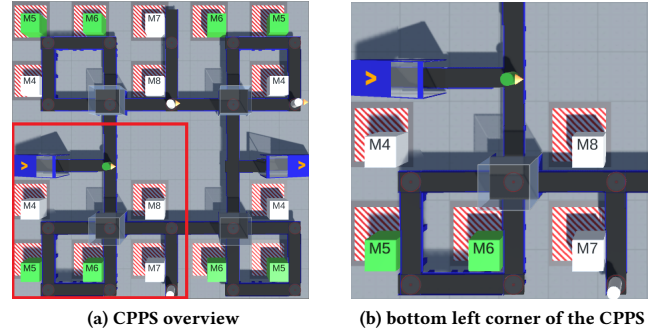 M5 M6 M7 M6 M5
M4 M8 M4
> >
M4 M8 M4
M5 M6 M7 M6 M5
(a) CPPS overview
>
M4 M8
M5 M6 M7
(b) bottom left corner of the CPPS